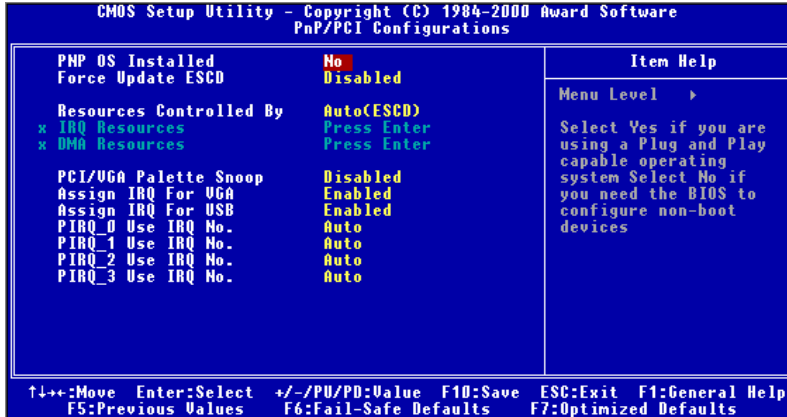 CMOS Setup Utility - Copyright (C) 1984-2000 Award Software
PnP/PCI Configurations
PNP OS Installed No
Force Update ESCD Disabled
Resources Controlled By Auto(ESCD)
x IRQ Resources Press Enter
x DMA Resources Press Enter
PCI/VGA Palette Snoop Disabled
Assign IRQ For VGA Enabled
Assign IRQ For USB Enabled
PIRQ_0 Use IRQ No. Auto
PIRQ_1 Use IRQ No. Auto
PIRQ_2 Use IRQ No. Auto
PIRQ_3 Use IRQ No. Auto
Item Help
Menu Level ▸
Select Yes if you are
using a Plug and Play
capable operating
system Select No if
you need the BIOS to
configure non-boot
devices
↑↓→←:Move Enter:Select +/-/PU/PD:Value F10:Save ESC:Exit F1:General Help
F5:Previous Values F6:Fail-Safe Defaults F7:Optimized Defaults